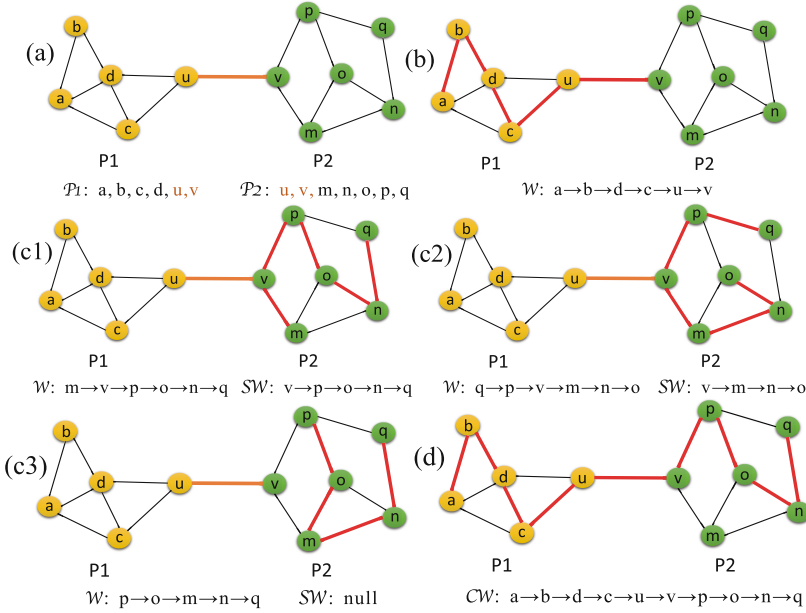 (a)
b
d
u
a
c
p
q
v
o
n
m
P1
P2
P1: a, b, c, d, u, v
P2: u, v, m, n, o, p, q
(b)
b
d
u
a
c
p
q
v
o
n
m
P1
P2
W: a→b→d→c→u→v
(c1)
b
d
u
a
c
p
q
v
o
n
m
P1
P2
W: m→v→p→o→n→q
SW: v→p→o→n→q
(c2)
b
d
u
a
c
p
q
v
o
n
m
P1
P2
W: q→p→v→m→n→o
SW: v→m→n→o
(c3)
b
d
u
a
c
p
q
v
o
n
m
P1
P2
W: p→o→m→n→q
SW: null
(d)
b
d
u
a
c
p
q
v
o
n
m
P1
P2
CW: a→b→d→c→u→v→p→o→n→q